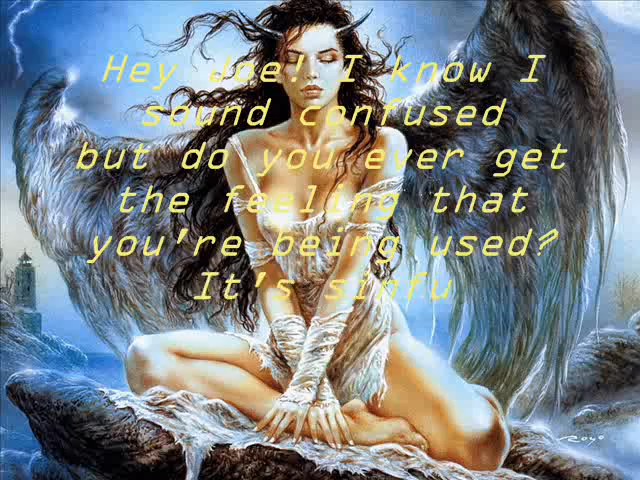 Hey Joe! I know I
sound confused
but do you ever get
the feeling that
you're being used?
It's sinfu
Royo